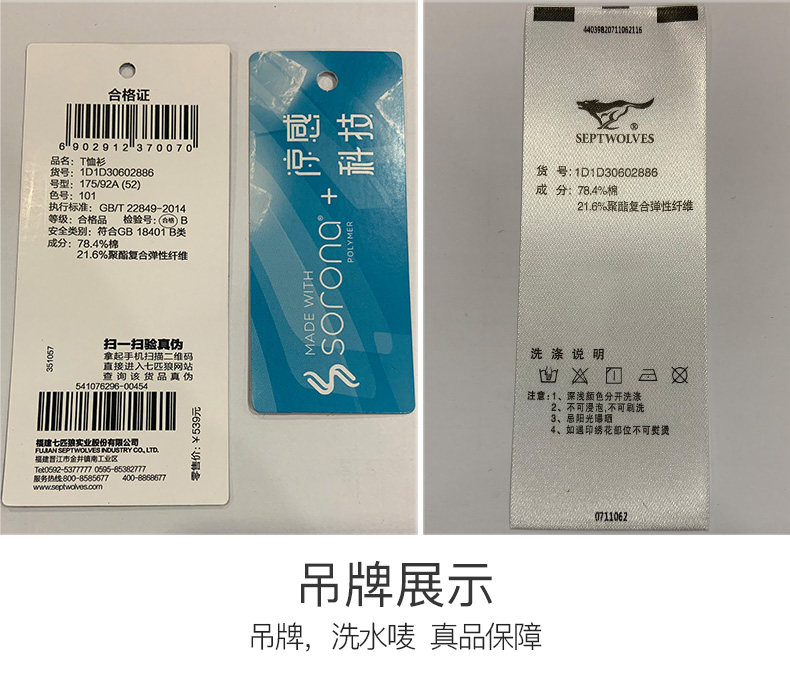 合格证
6902912370070
品名：T恤衫
货号：1D1D30602886
号型：175/92A (52)
色号：101
执行标准：GB/T 22849-2014
等级：合格品 检验号：合格 B
安全类别：符合GB 18401 B类
成分：78.4%棉
21.6%聚酯复合弹性纤维
扫一扫验真伪
拿起手机扫描二维码
直接进入七匹狼网站
查询该货品真伪
351057
541076296-00454
零售价：￥539元
福建七匹狼实业股份有限公司
FUJIAN SEPTWOLVES INDUSTRY CO., LTD.
福建晋江市金井镇南工业区
Tel:0592-5377777 0595-85382777
服务热线:800-8585677 400-8868677
www.septwolves.com
凉感
科技
+
MADE WITH
sorona®
POLYMER
44039820711062116
®
SEPTWOLVES
货 号:1D1D30602886
成 分：78.4%棉
21.6%聚酯复合弹性纤维
洗涤说明
注意:1、深浅颜色分开洗涤
2、不可浸泡,不可刷洗
3、忌阳光曝晒
4、如遇印绣花部位不可熨烫
0711062
吊牌展示
吊牌，洗水唛 真品保障